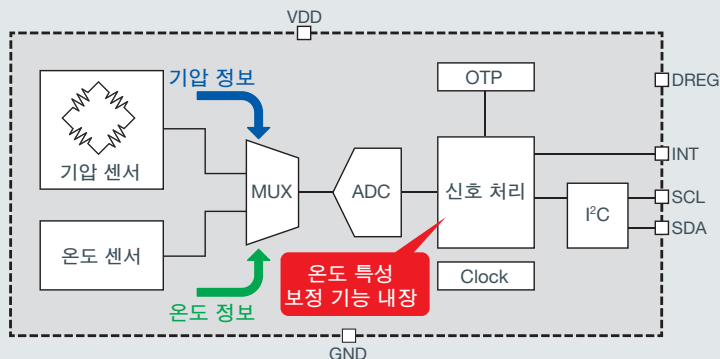 VDD
기압 정보
OTP
DREG
기압 센서
MUX
ADC
신호 처리
INT
I²C
SCL
SDA
온도 센서
온도 특성
보정 기능 내장
Clock
온도 정보
GND